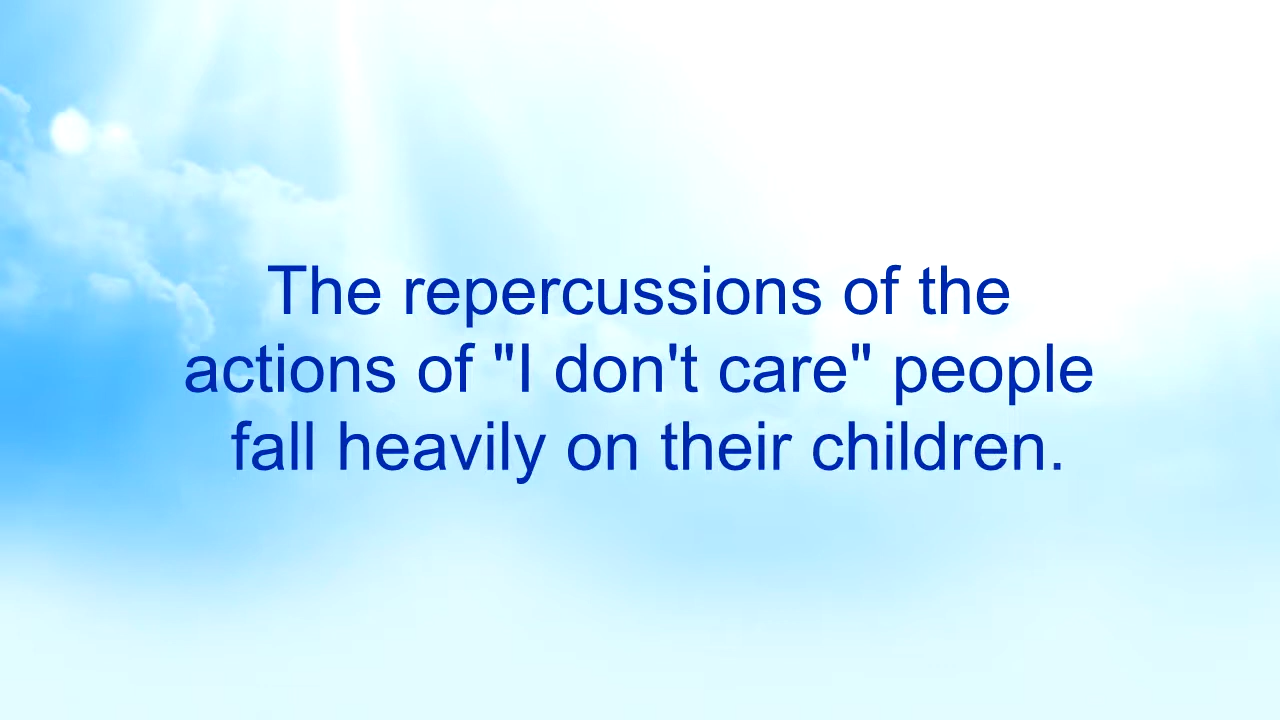 The repercussions of the
actions of "I don't care" people
fall heavily on their children.